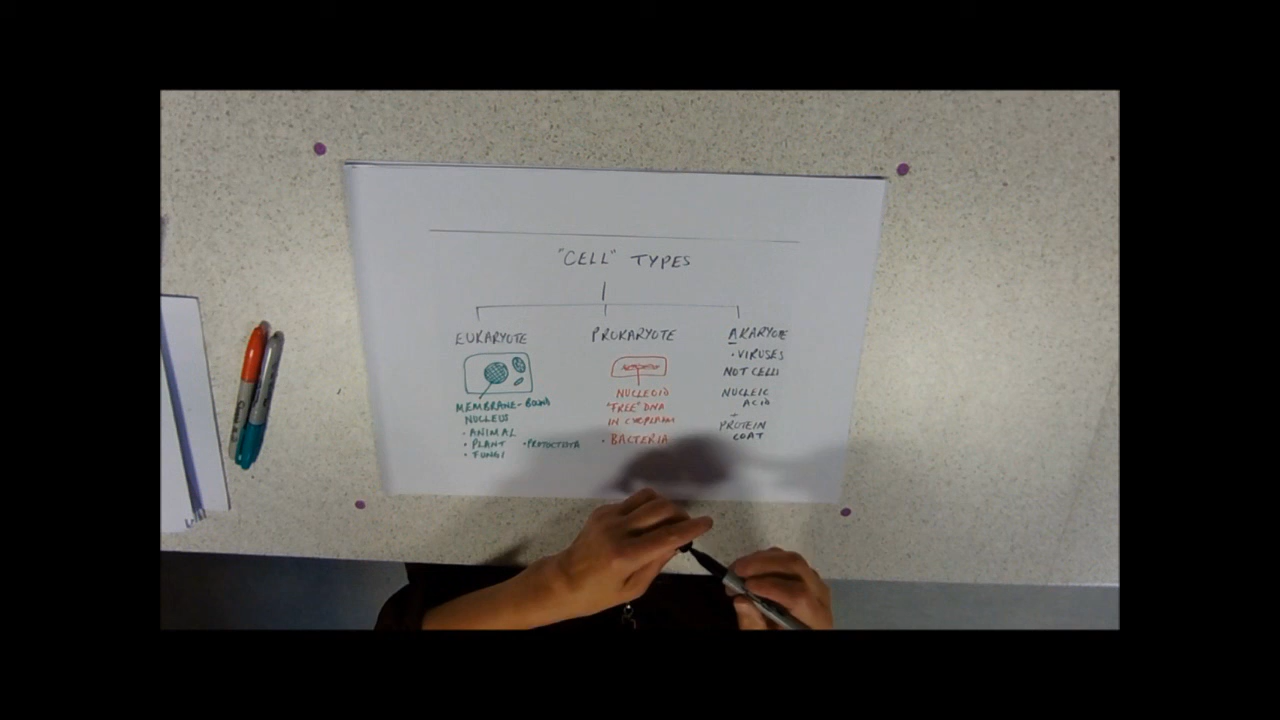 "CELL" TYPES
EUKARYOTE
MEMBRANE-BOUND
NUCLEUS
• ANIMAL
• PLANT • PROTOCTISTA
• FUNGI
PROKARYOTE
NUCLEOID
"FREE" DNA
IN CYTOPLASM
• BACTERIA
AKARYOTE
• VIRUSES
NOT CELLS
NUCLEIC
ACID
+
PROTEIN
COAT